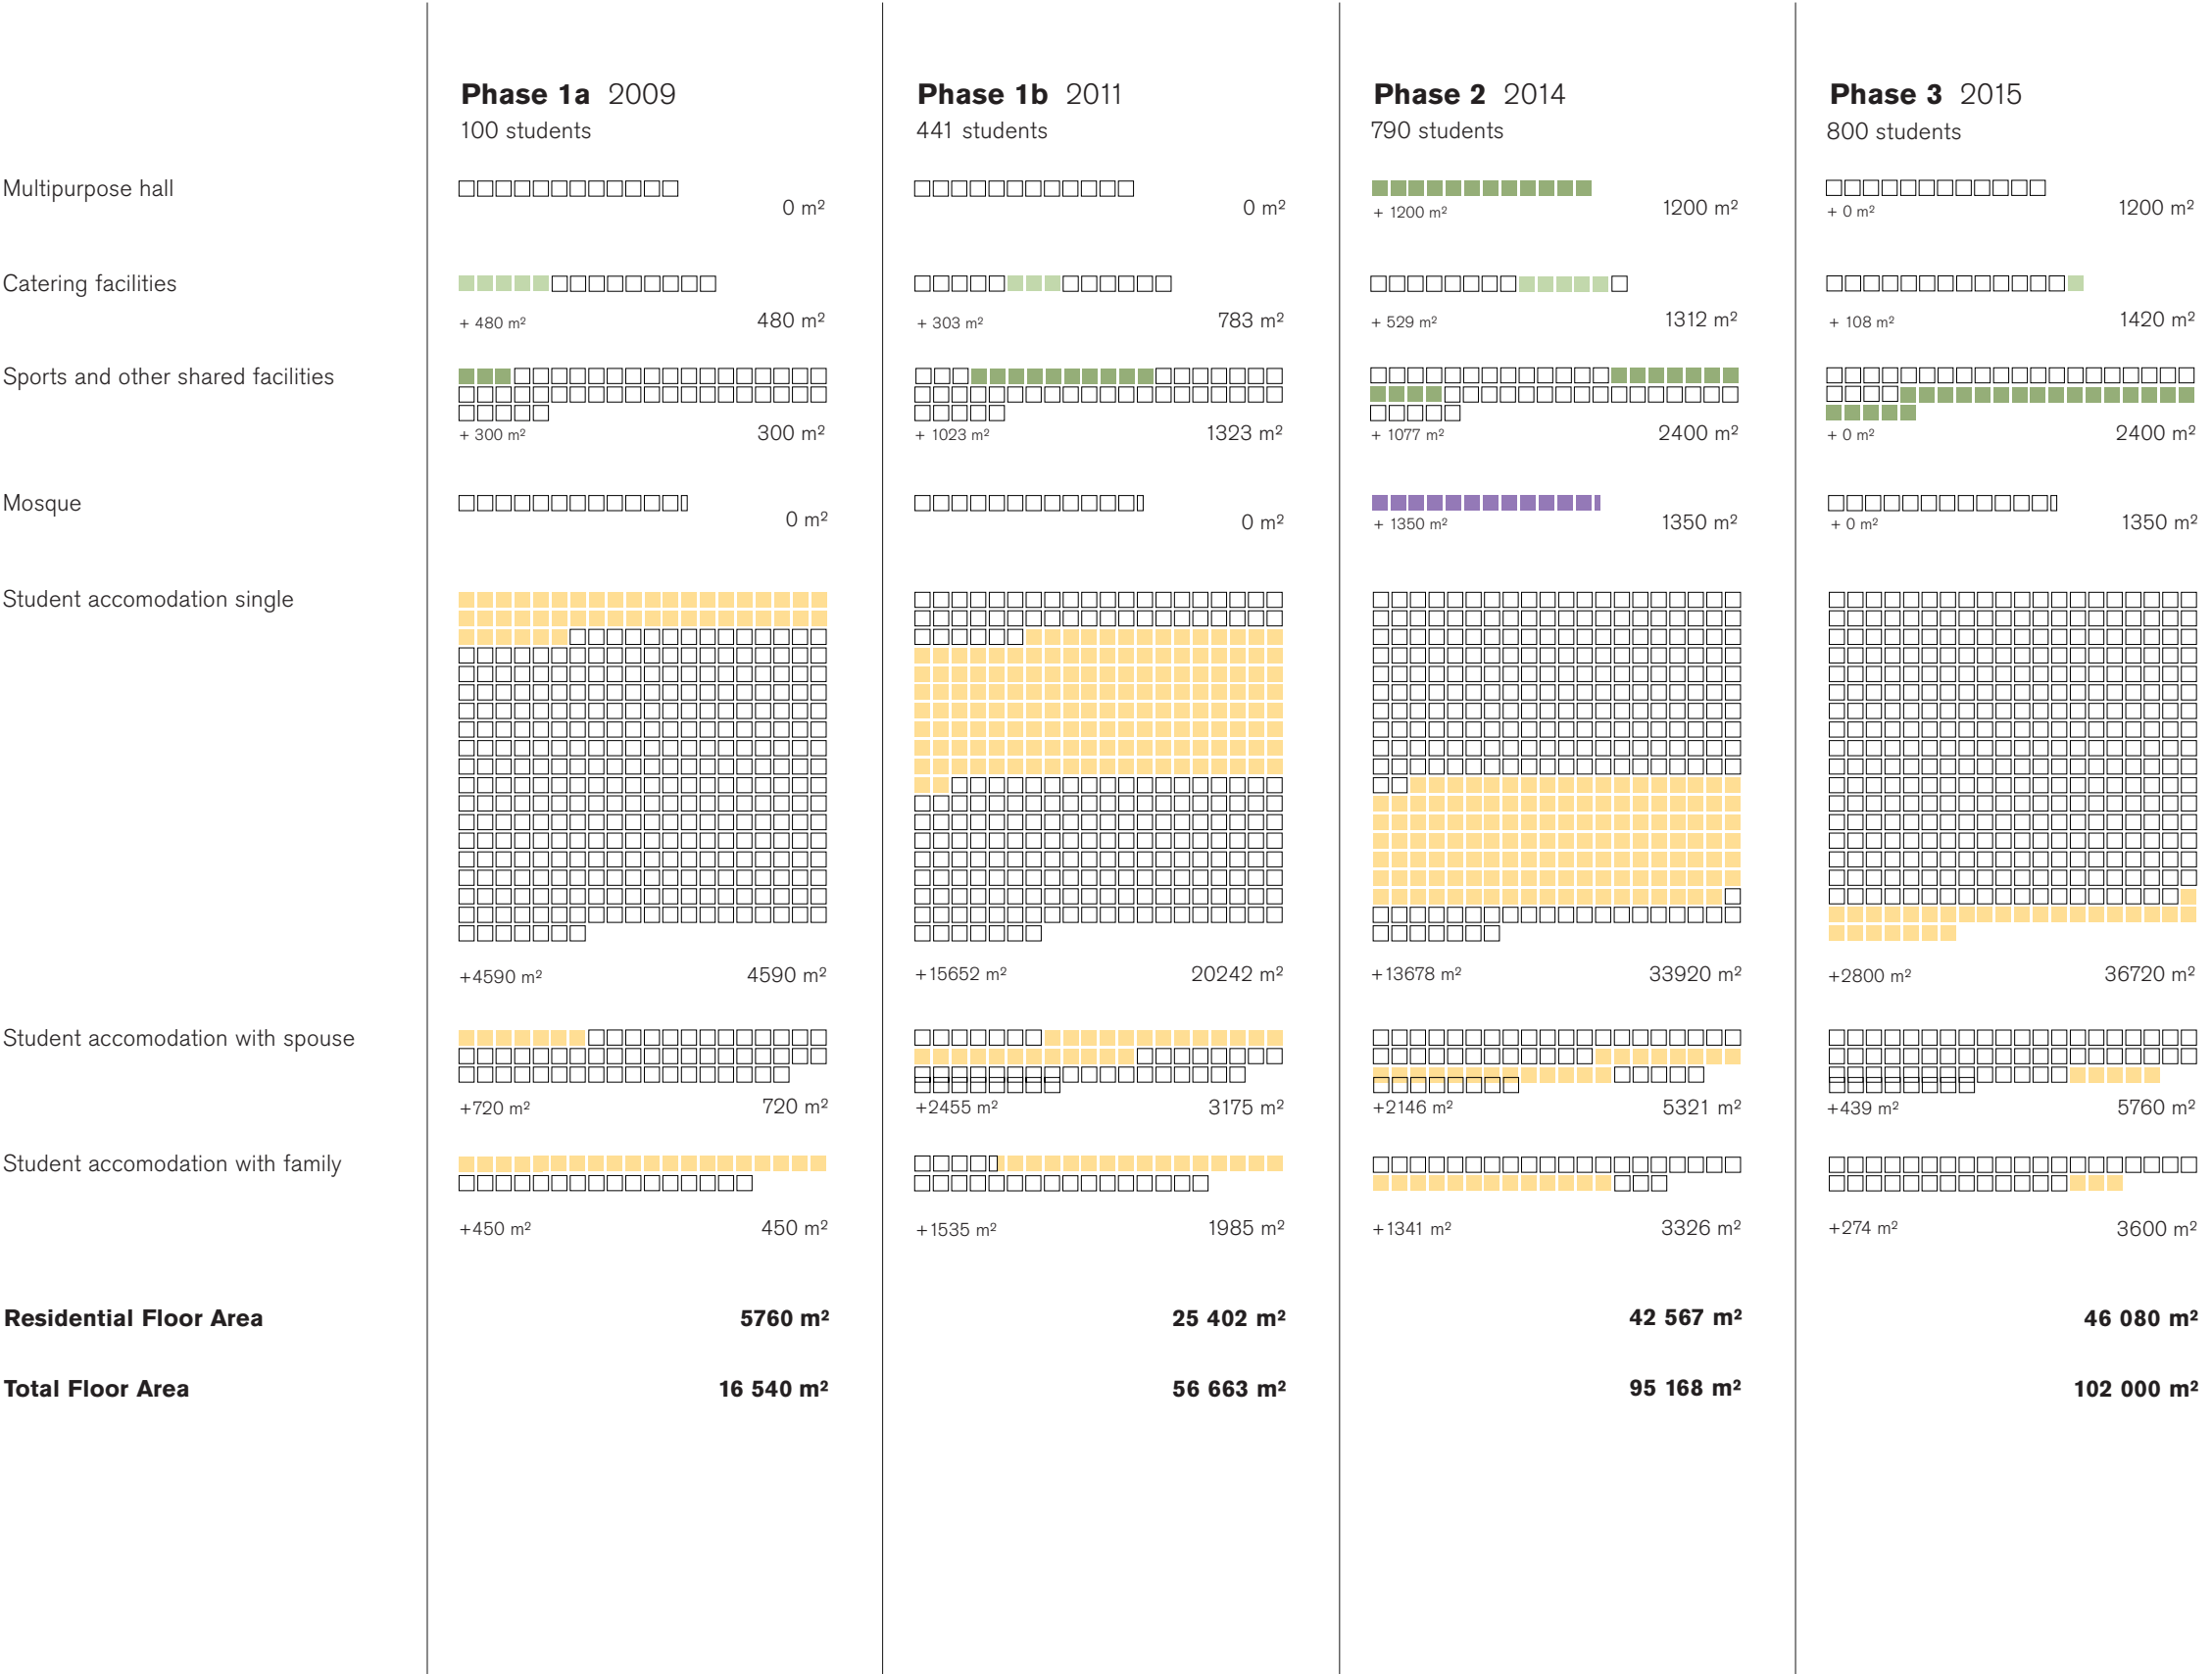 Phase 1a 2009
100 students
Phase 1b 2011
441 students
Phase 2 2014
790 students
Phase 3 2015
800 students
Multipurpose hall
0 m²
0 m²
+ 1200 m² 1200 m²
+ 0 m² 1200 m²
Catering facilities
+ 480 m² 480 m²
+ 303 m² 783 m²
+ 529 m² 1312 m²
+ 108 m² 1420 m²
Sports and other shared facilities
+ 300 m² 300 m²
+ 1023 m² 1323 m²
+ 1077 m² 2400 m²
+ 0 m² 2400 m²
Mosque
0 m²
0 m²
+ 1350 m² 1350 m²
+ 0 m² 1350 m²
Student accomodation single
+4590 m² 4590 m²
+15652 m² 20242 m²
+13678 m² 33920 m²
+2800 m² 36720 m²
Student accomodation with spouse
+720 m² 720 m²
+2455 m² 3175 m²
+2146 m² 5321 m²
+439 m² 5760 m²
Student accomodation with family
+450 m² 450 m²
+1535 m² 1985 m²
+1341 m² 3326 m²
+274 m² 3600 m²
Residential Floor Area 5760 m² 25 402 m² 42 567 m² 46 080 m²
Total Floor Area 16 540 m² 56 663 m² 95 168 m² 102 000 m²